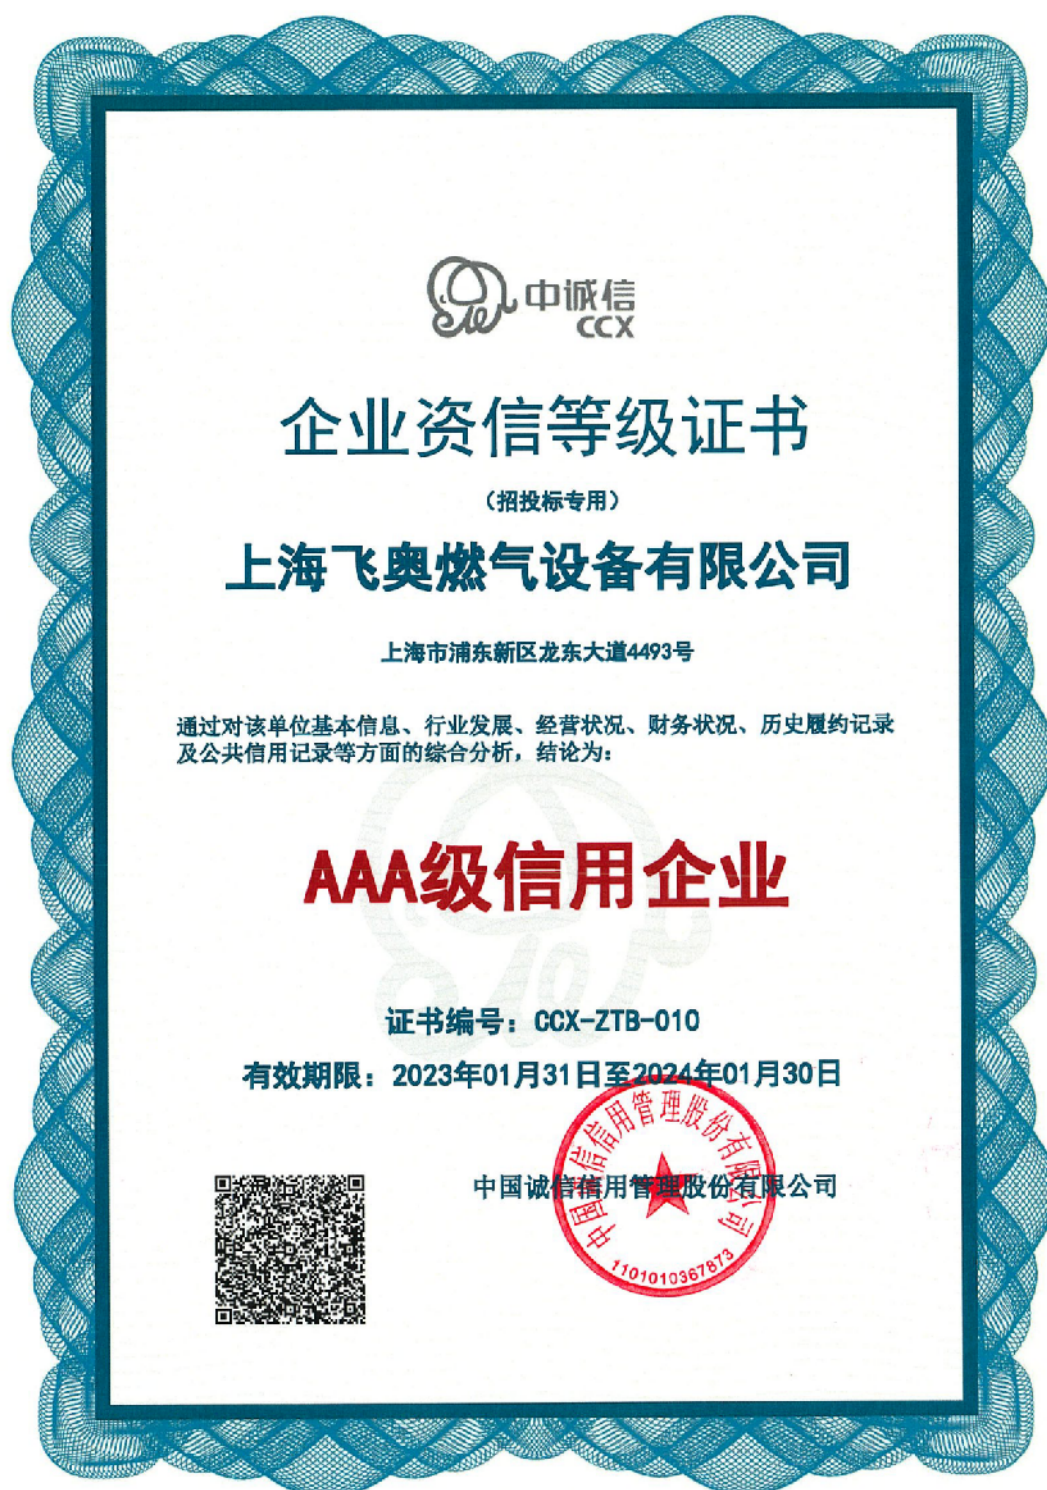 中诚信
CCX
企业资信等级证书
（招投标专用）
上海飞奥燃气设备有限公司
上海市浦东新区龙东大道4493号
通过对该单位基本信息、行业发展、经营状况、财务状况、历史履约记录
及公共信用记录等方面的综合分析，结论为：
AAA级信用企业
证书编号：CCX-ZTB-010
有效期限：2023年01月31日至2024年01月30日
中国诚信信用管理股份有限公司
中国诚信信用管理股份有限公司
1101010367873